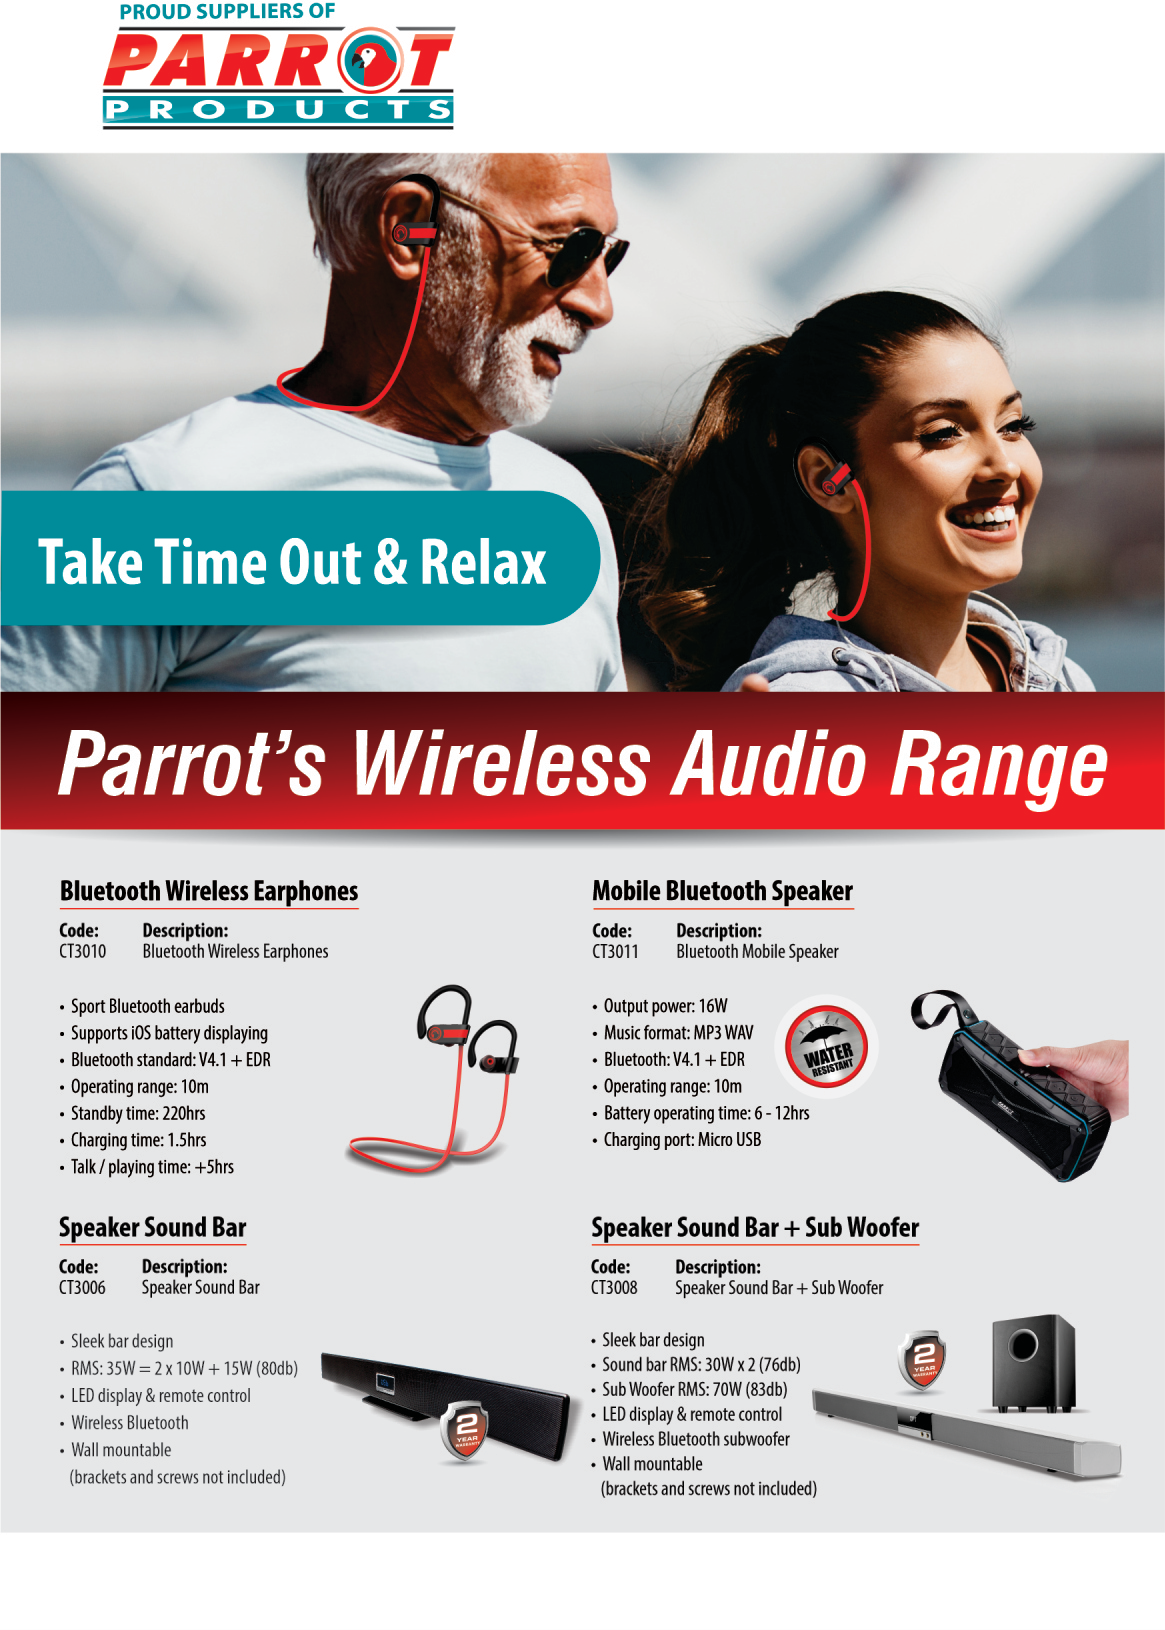 PROUD SUPPLIERS OF
PARROT
PRODUCTS
Take Time Out & Relax
Parrot's Wireless Audio Range
Bluetooth Wireless Earphones
Code: Description:
CT3010 Bluetooth Wireless Earphones
• Sport Bluetooth earbuds
• Supports iOS battery displaying
• Bluetooth standard: V4.1 + EDR
• Operating range: 10m
• Standby time: 220hrs
• Charging time: 1.5hrs
• Talk / playing time: +5hrs
Mobile Bluetooth Speaker
Code: Description:
CT3011 Bluetooth Mobile Speaker
• Output power: 16W
• Music format: MP3 WAV
• Bluetooth: V4.1 + EDR
• Operating range: 10m
• Battery operating time: 6 - 12hrs
• Charging port: Micro USB
WATER
RESISTANT
PARROT
Speaker Sound Bar
Code: Description:
CT3006 Speaker Sound Bar
• Sleek bar design
• RMS: 35W = 2 x 10W + 15W (80db)
• LED display & remote control
• Wireless Bluetooth
• Wall mountable
(brackets and screws not included)
2
YEAR
WARRANTY
Speaker Sound Bar + Sub Woofer
Code: Description:
CT3008 Speaker Sound Bar + Sub Woofer
• Sleek bar design
• Sound bar RMS: 30W x 2 (76db)
• Sub Woofer RMS: 70W (83db)
• LED display & remote control
• Wireless Bluetooth subwoofer
• Wall mountable
(brackets and screws not included)
2
YEAR
WARRANTY